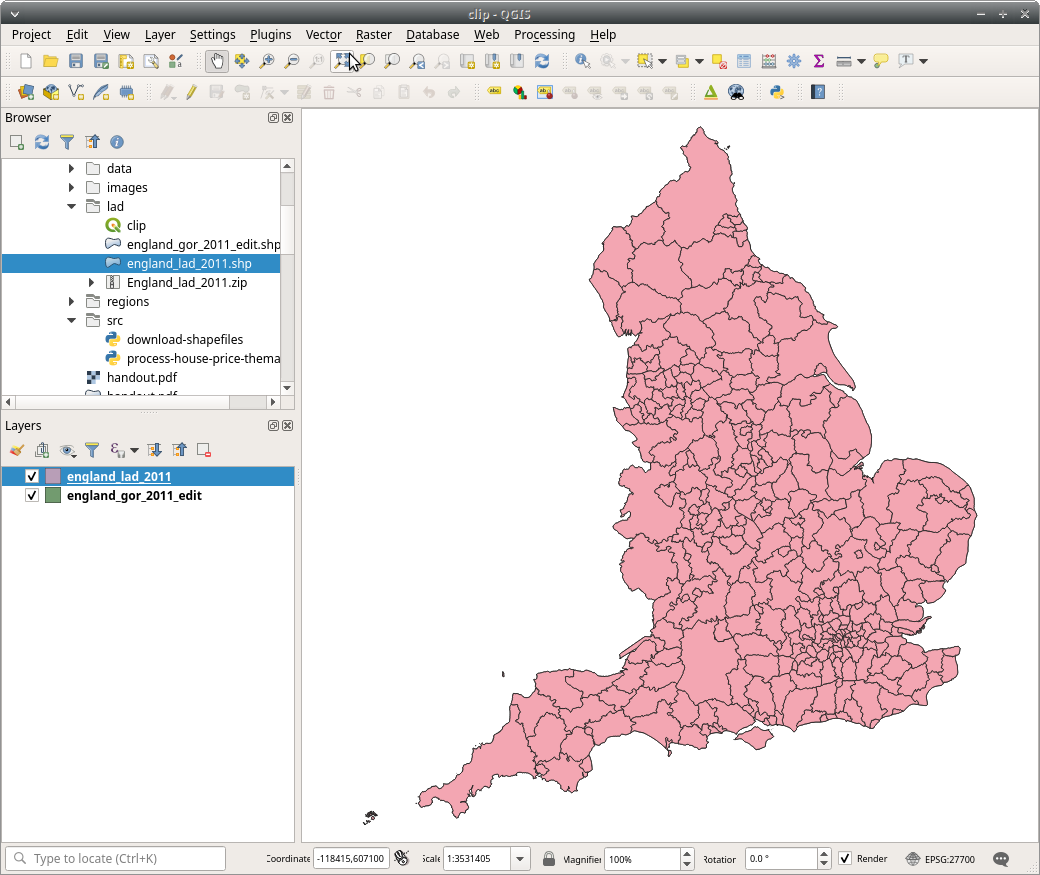 clip - QGIS
Project Edit View Layer Settings Plugins Vector Raster Database Web Processing Help
Browser
data
images
lad
clip
england_gor_2011_edit.shp
england_lad_2011.shp
England_lad_2011.zip
regions
src
download-shapefiles
process-house-price-thema
handout.pdf
handout.pdf
Layers
england_lad_2011
england_gor_2011_edit
Type to locate (Ctrl+K) Coordinate -118415,607100 Scale 1:3531405 Magnifier 100% Rotation 0.0 ° Render EPSG:27700